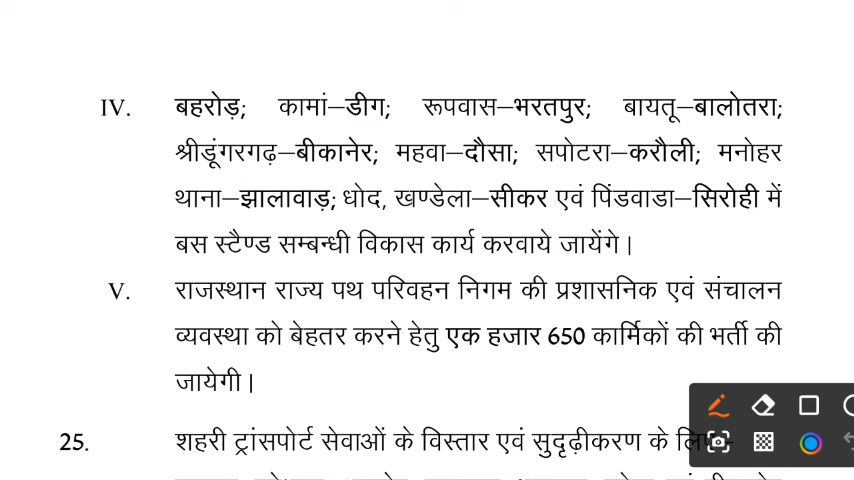 IV. बहरोड़; कामां–डीग; रूपवास–भरतपुर; बायतू–बालोतरा;
श्रीडूंगरगढ़–बीकानेर; महवा–दौसा; सपोटरा–करौली; मनोहर
थाना–झालावाड़; धोद, खण्डेला–सीकर एवं पिंडवाडा–सिरोही में
बस स्टैण्ड सम्बन्धी विकास कार्य करवाये जायेंगे।
V. राजस्थान राज्य पथ परिवहन निगम की प्रशासनिक एवं संचालन
व्यवस्था को बेहतर करने हेतु एक हजार 650 कार्मिकों की भर्ती की
जायेगी।
25. शहरी ट्रांसपोर्ट सेवाओं के विस्तार एवं सुदृढ़ीकरण के